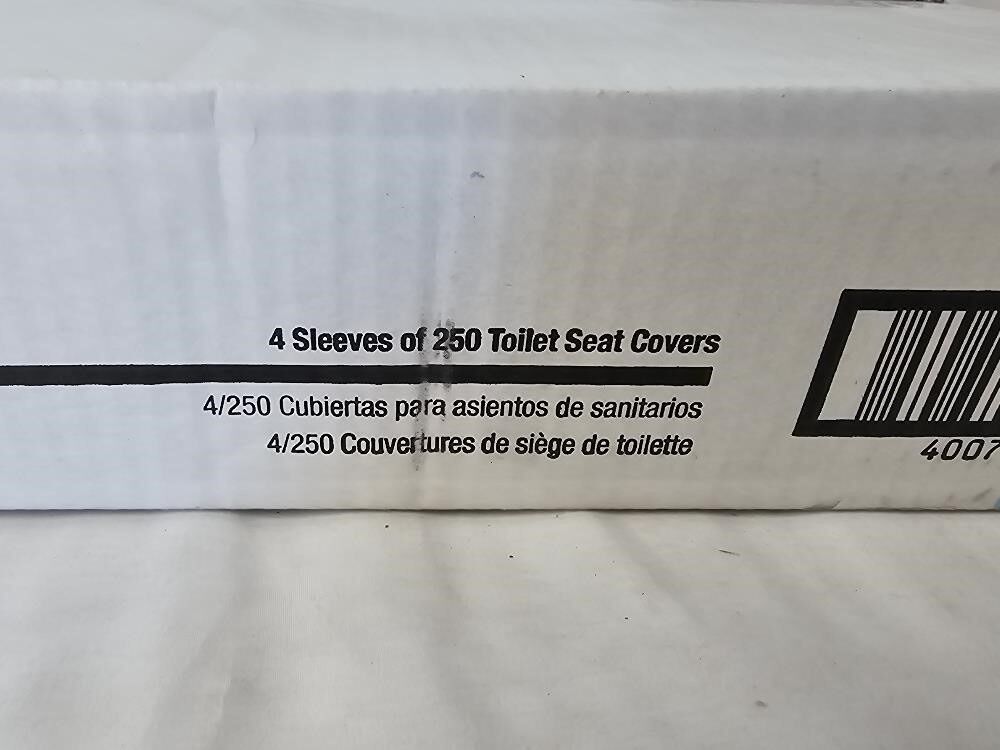 4 Sleeves of 250 Toilet Seat Covers
4/250 Cubiertas para asientos de sanitarios
4/250 Couvertures de siège de toilette
4007